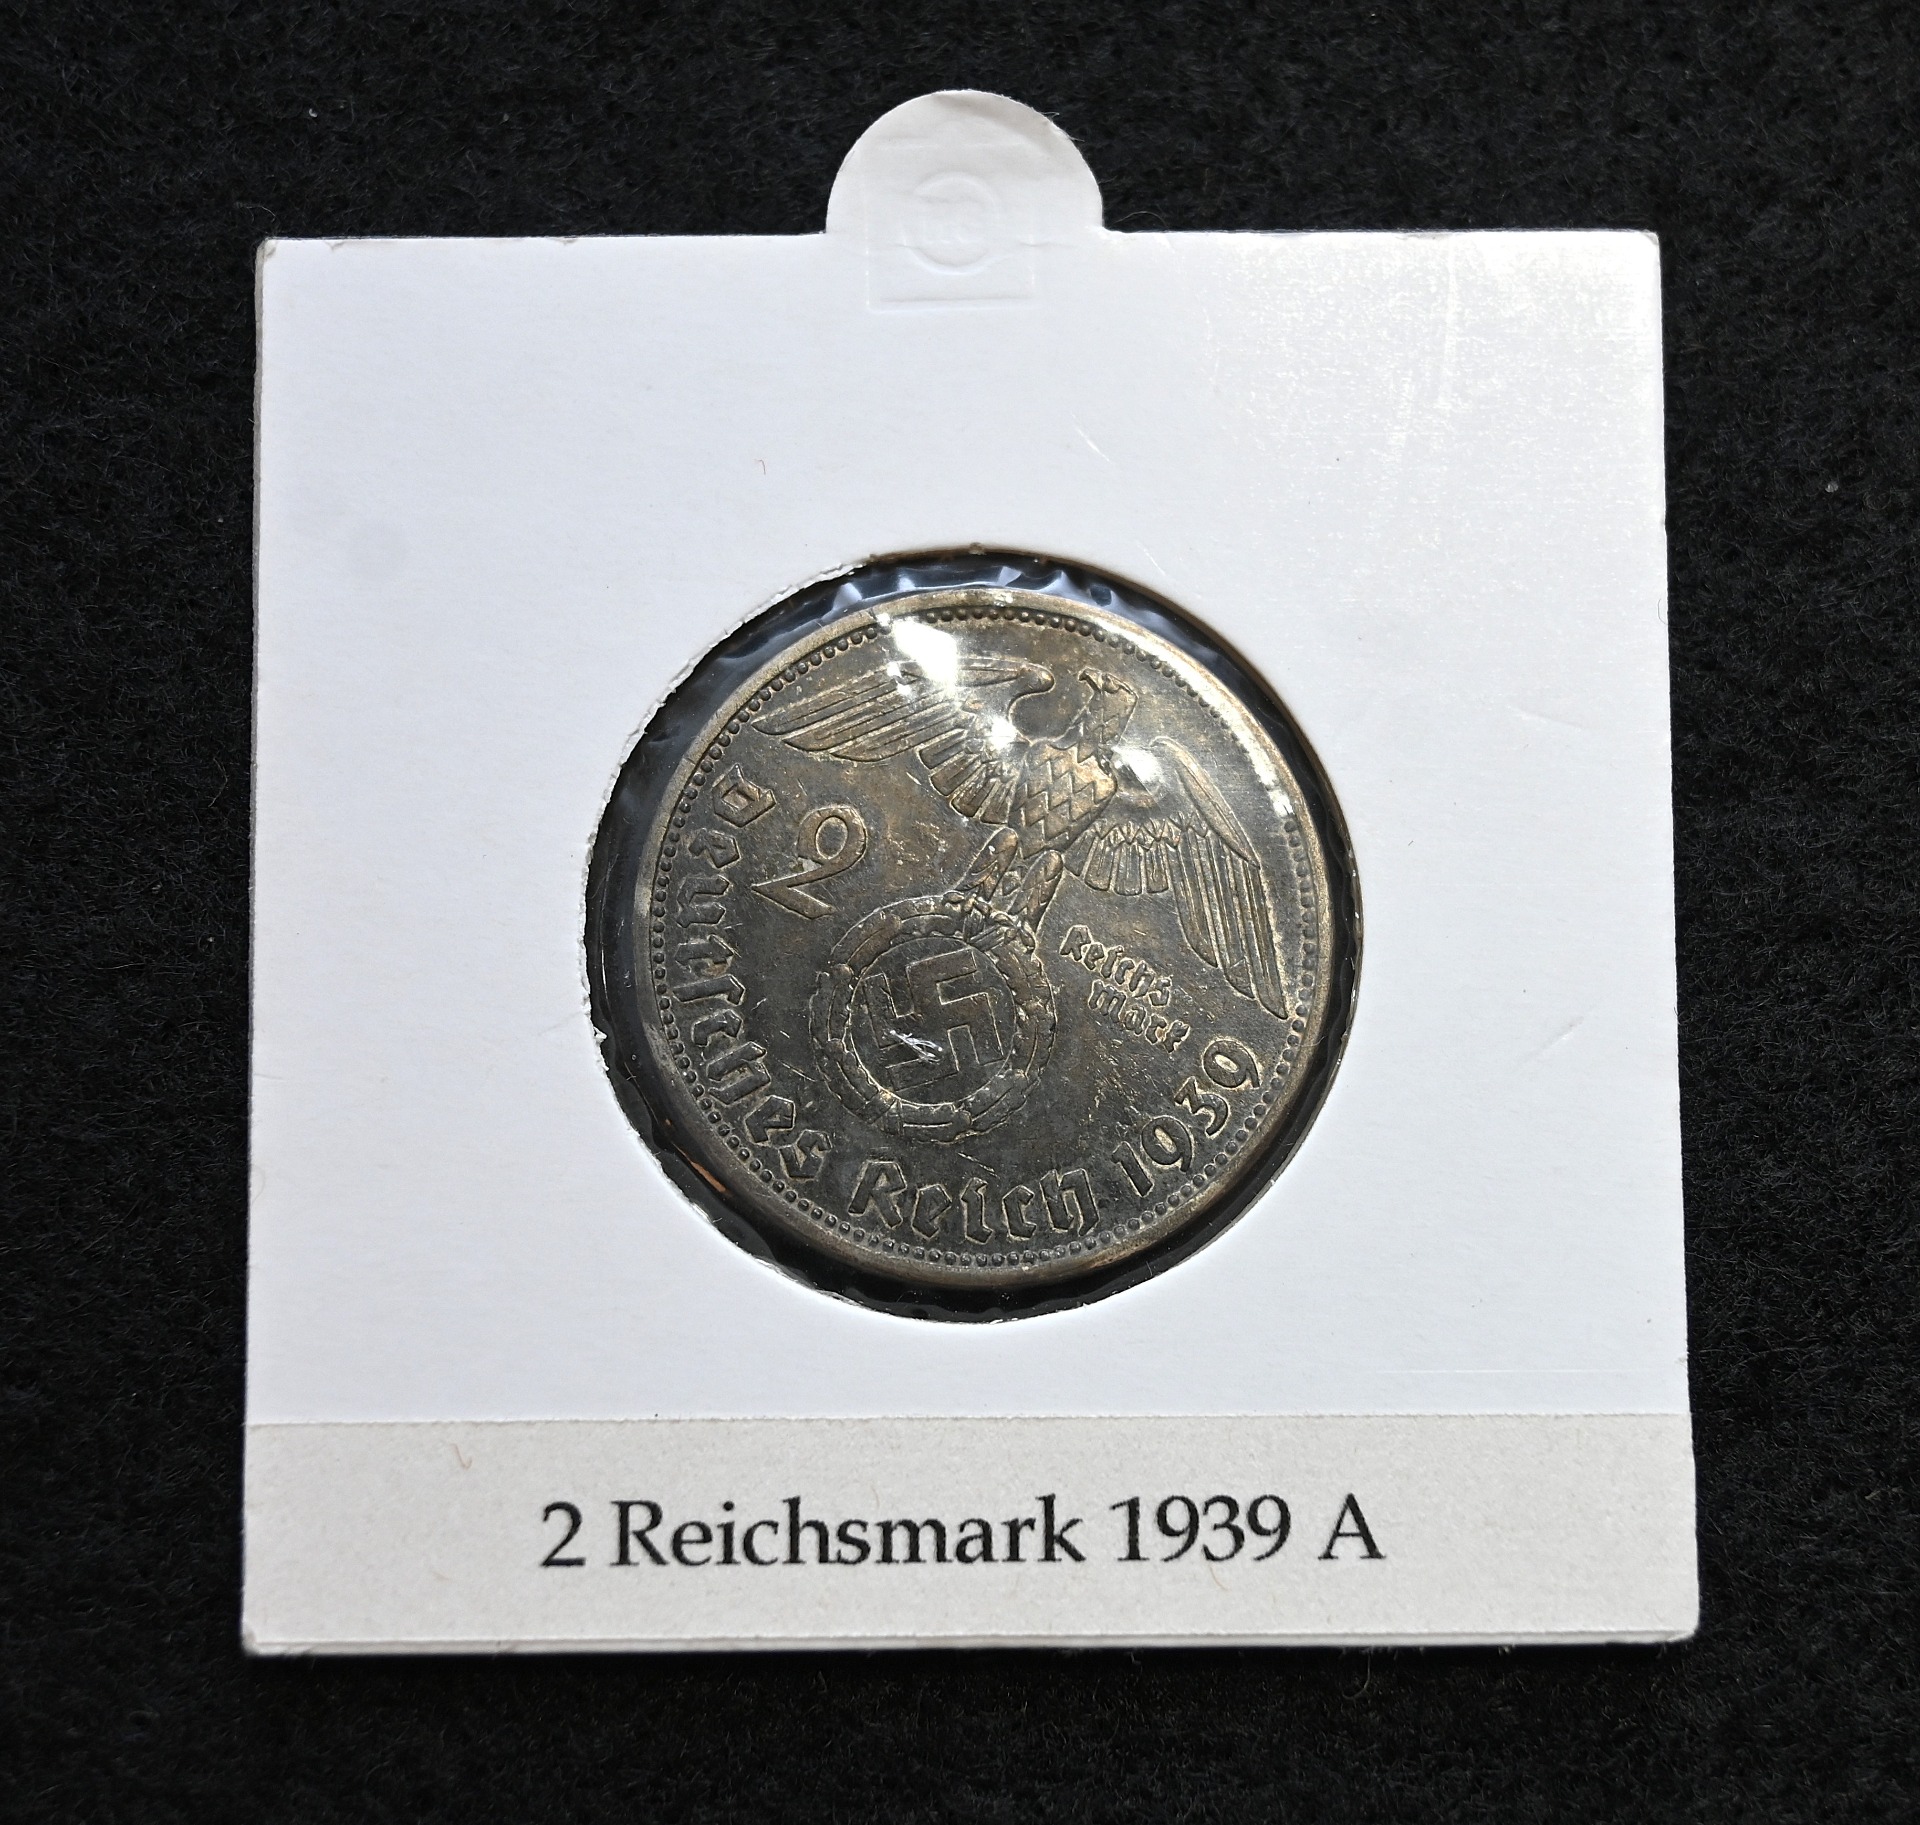 2
Reichs
mark
Deutsches Reich 1939
2 Reichsmark 1939 A